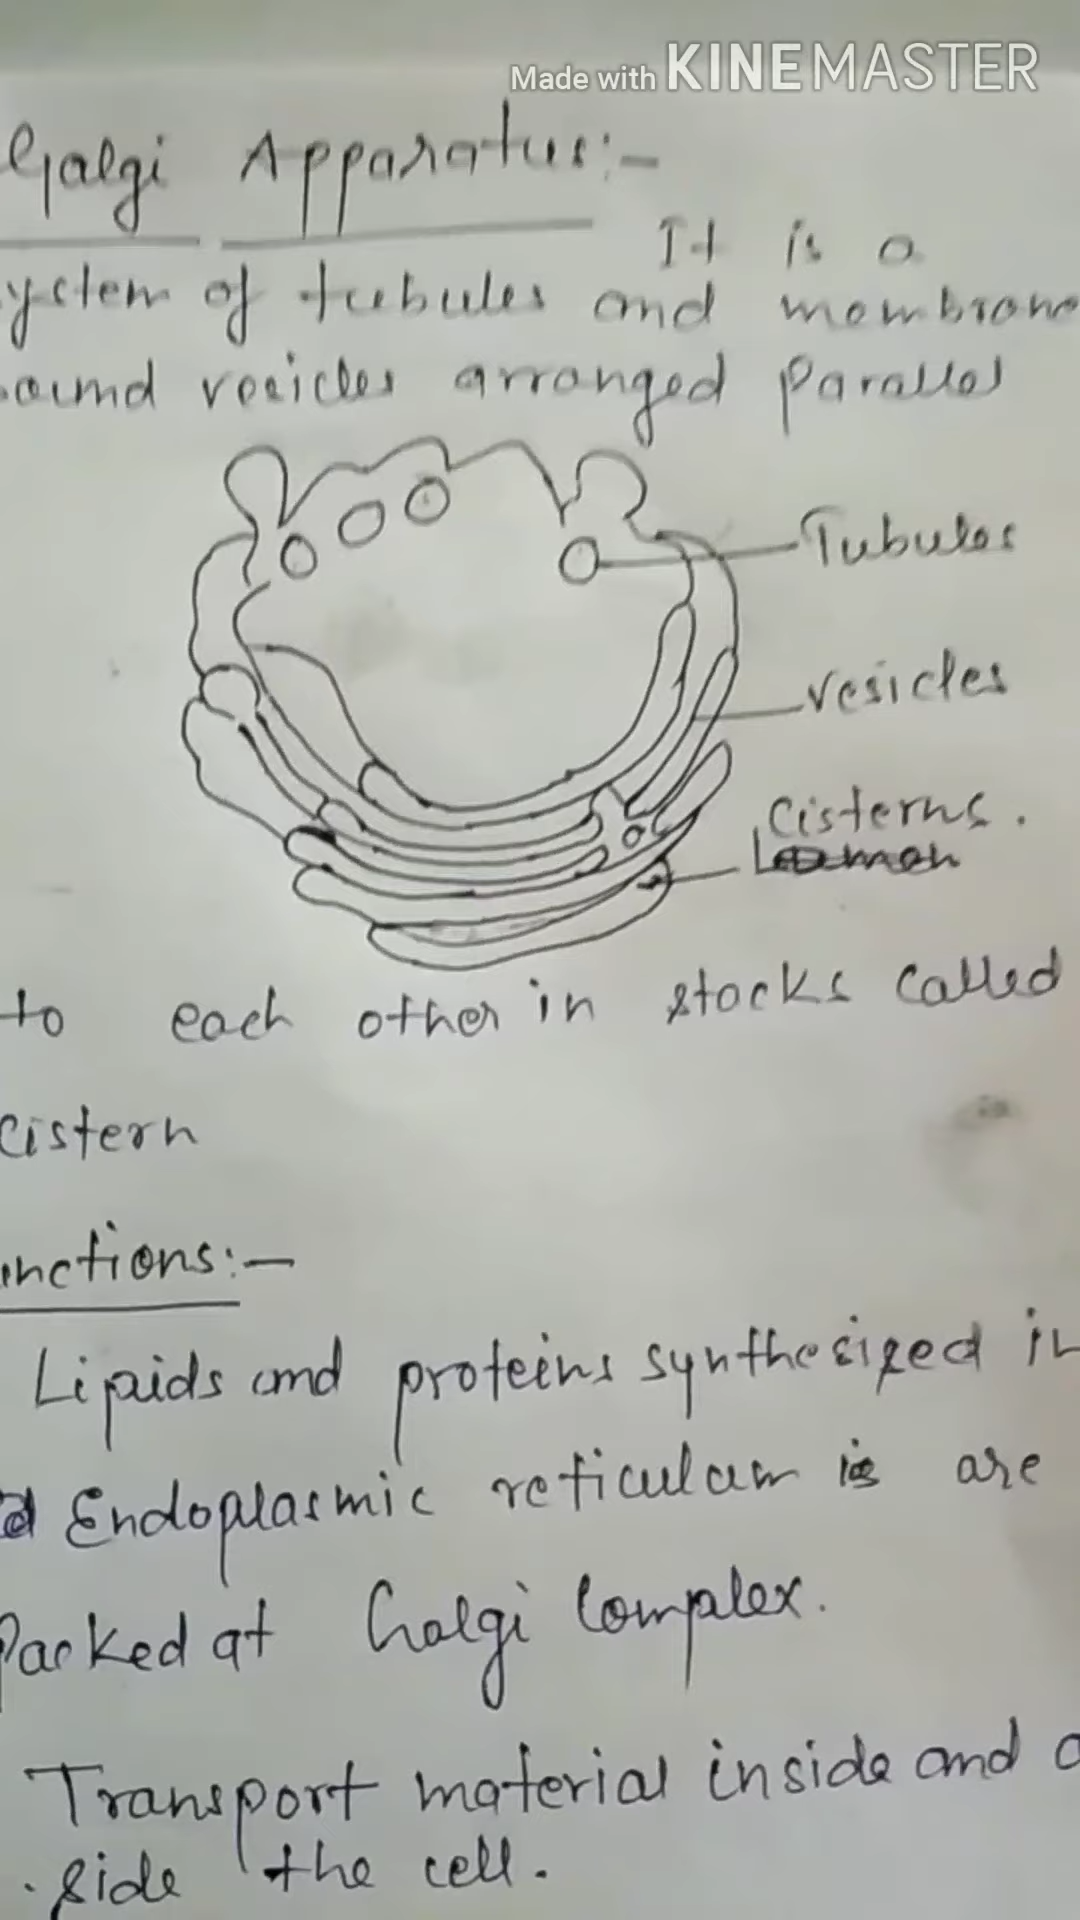 Made with KINEMASTER
Golgi Apparatus:-
It is a
ystem of tubules and membrane
ound vesicles arranged parallel
Tubules
vesicles
cisterns.
to each other in stacks called
cistern
unctions:-
Lipids and proteins synthesized in
Endoplasmic reticulum is are
Packed at Golgi Complex.
Transport material inside and o
side the cell.